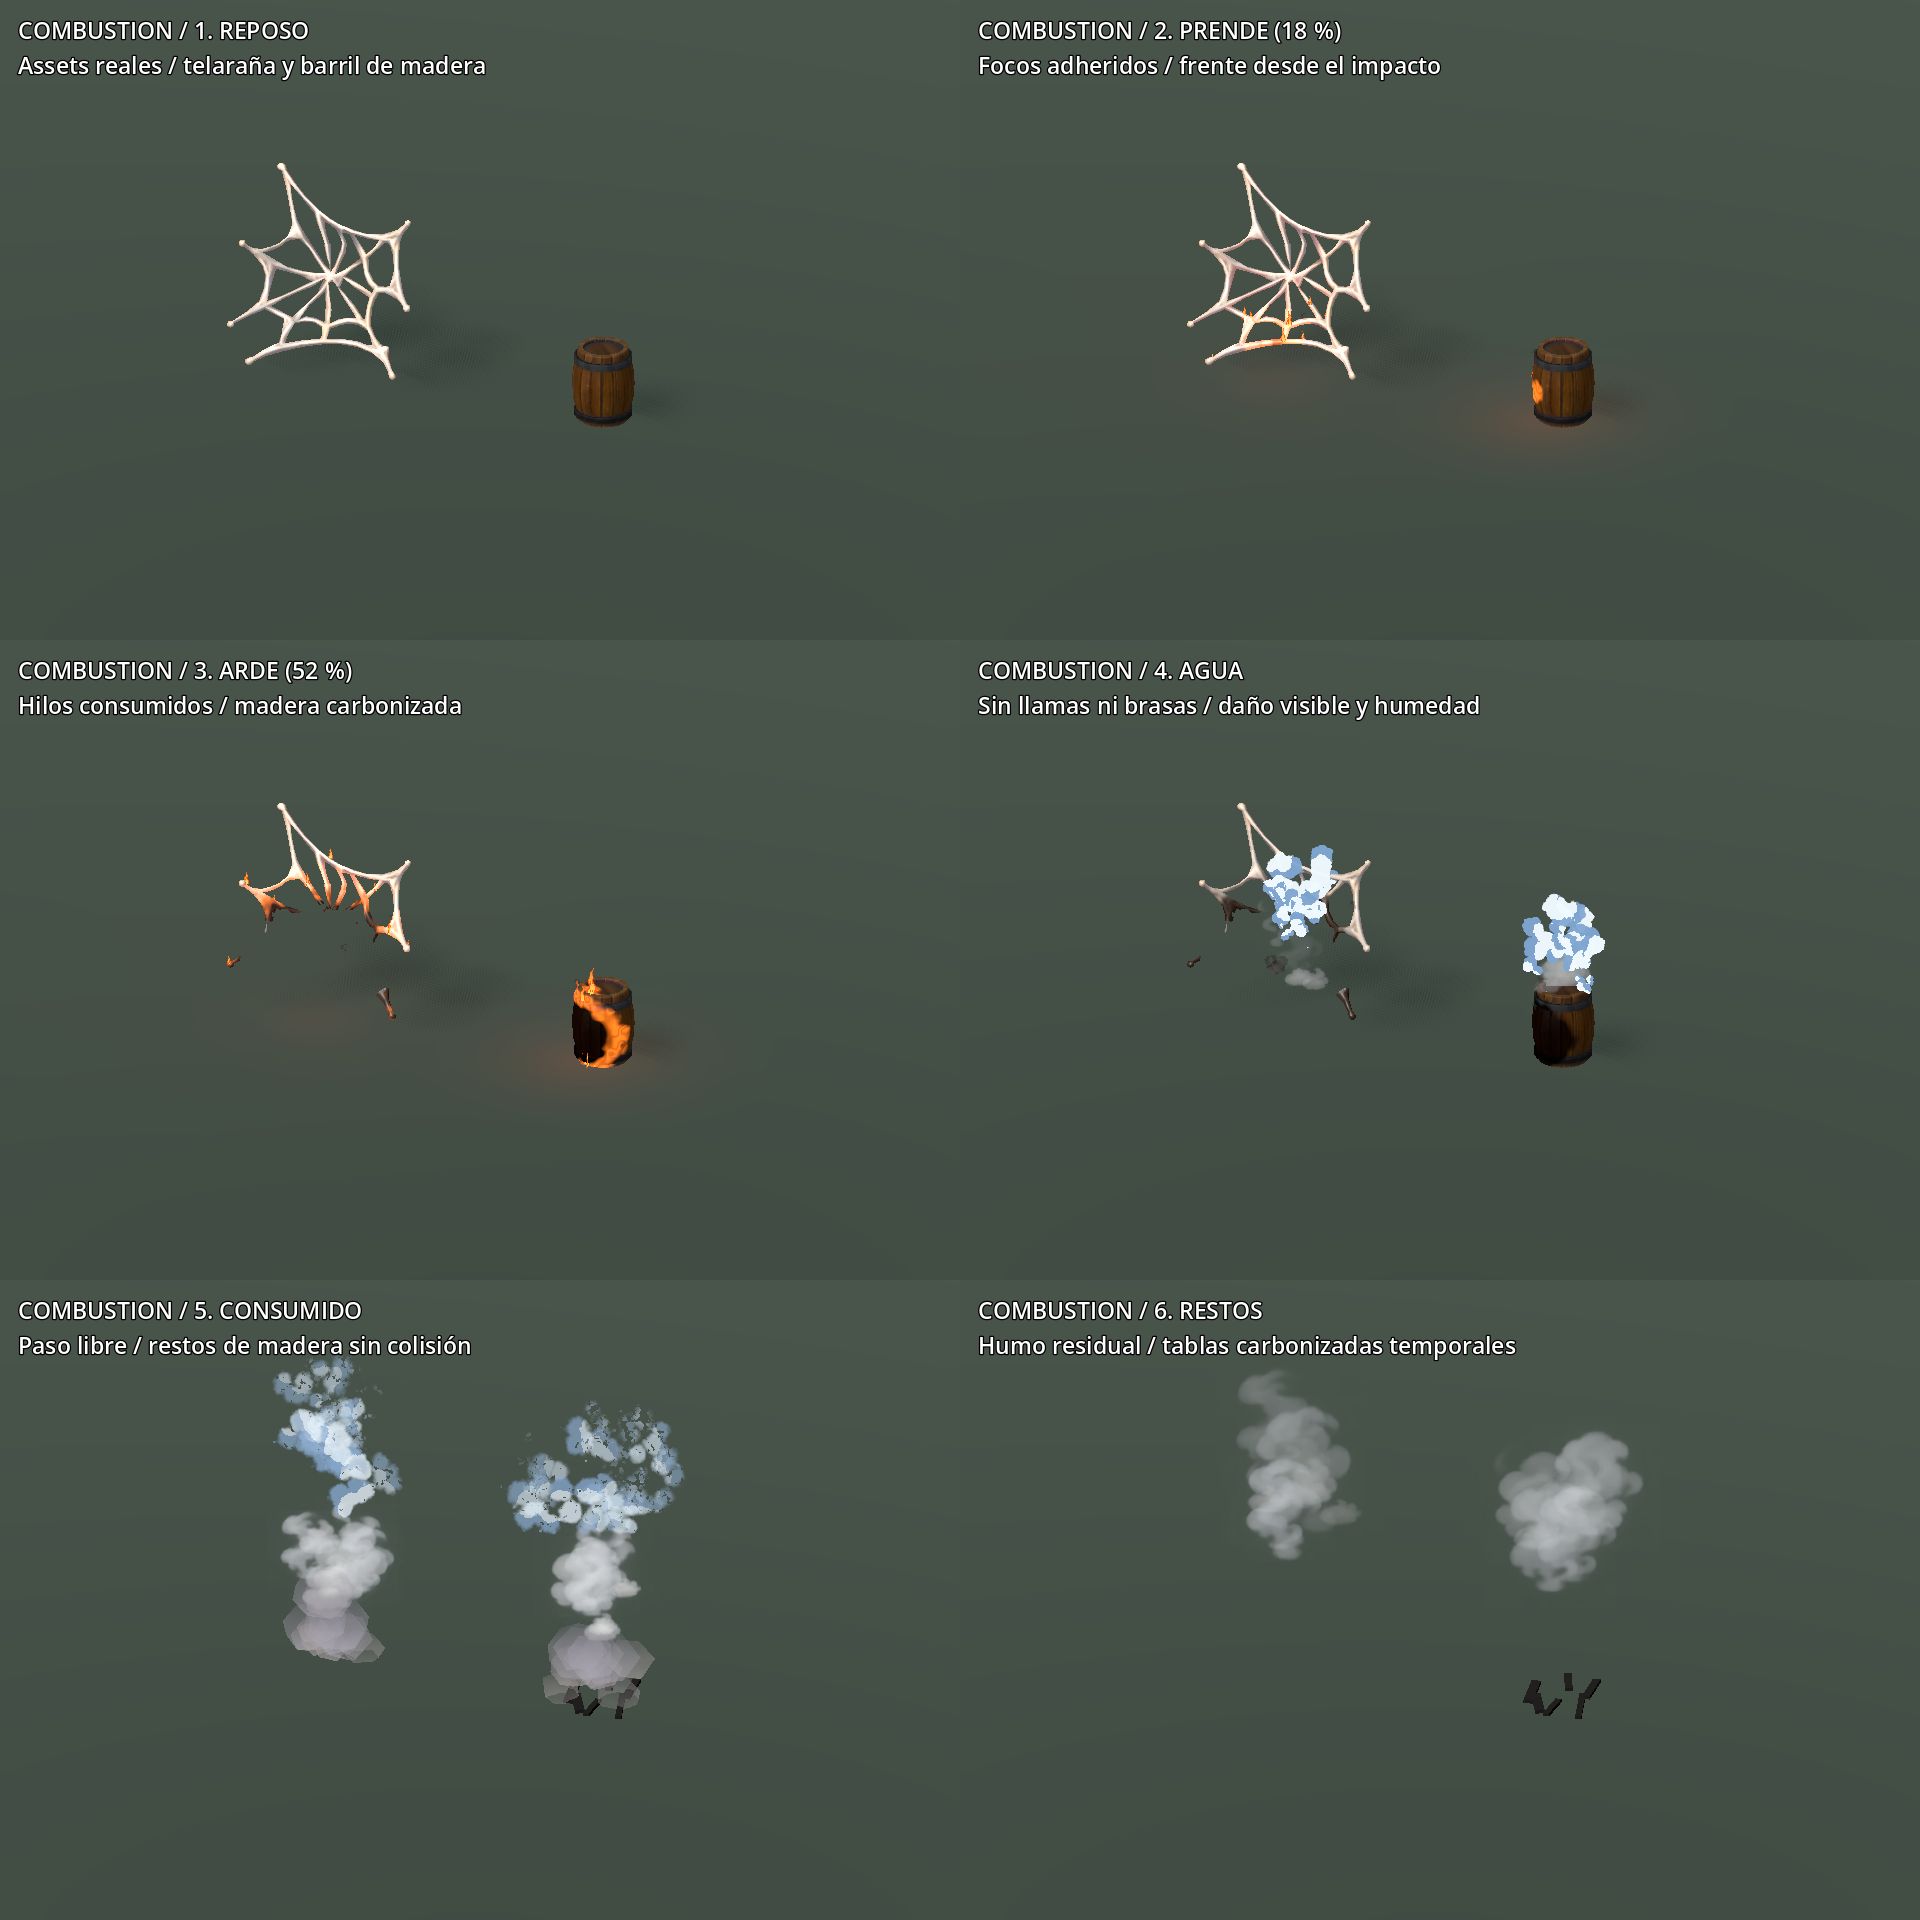 COMBUSTION / 1. REPOSO
Assets reales / telaraña y barril de madera
COMBUSTION / 2. PRENDE (18 %)
Focos adheridos / frente desde el impacto
COMBUSTION / 3. ARDE (52 %)
Hilos consumidos / madera carbonizada
COMBUSTION / 4. AGUA
Sin llamas ni brasas / daño visible y humedad
COMBUSTION / 5. CONSUMIDO
Paso libre / restos de madera sin colisión
COMBUSTION / 6. RESTOS
Humo residual / tablas carbonizadas temporales